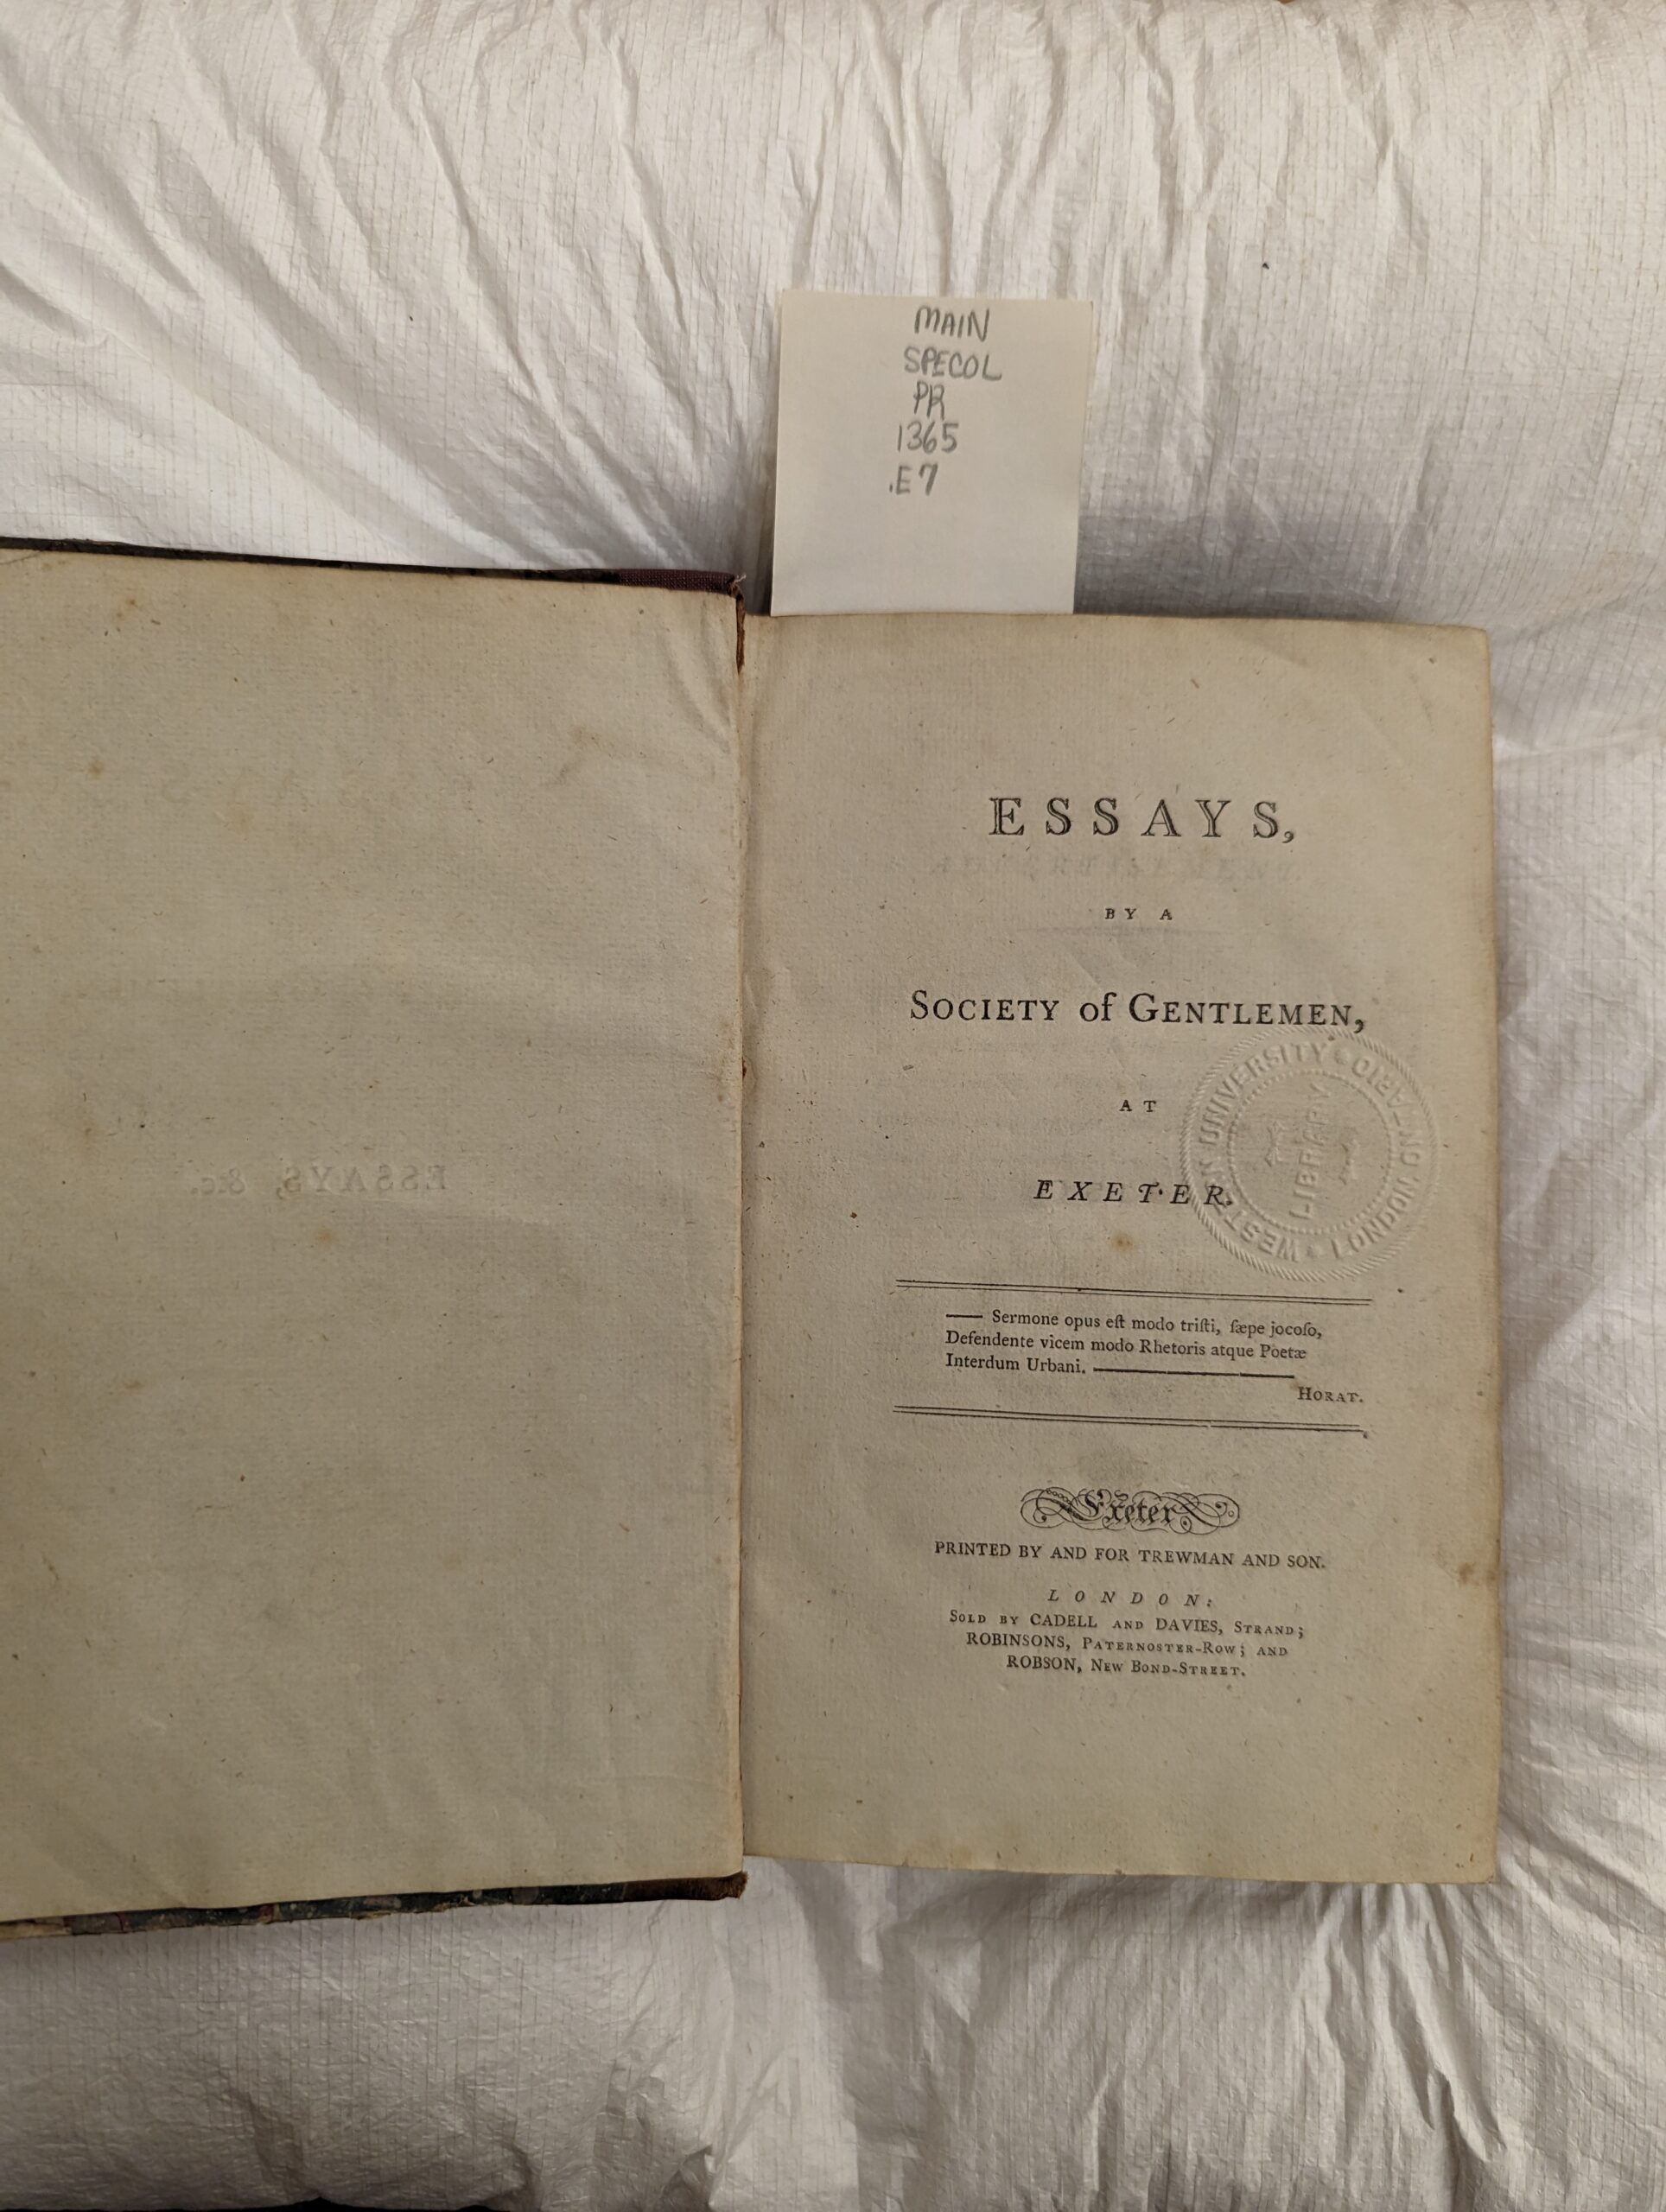 MAIN
SPECOL
PR
1365
.E7
ESSAYS, &c.
ESSAYS,
BY A
SOCIETY of GENTLEMEN,
AT
EXETER.
WESTERN UNIVERSITY LONDON ONTARIO
LIBRARY
—— Sermone opus eſt modo triſti, ſæpe jocoſo,
Defendente vicem modo Rhetoris atque Poetæ
Interdum Urbani. ——————
HORAT.
Exeter
PRINTED BY AND FOR TREWMAN AND SON.
LONDON:
SOLD BY CADELL AND DAVIES, STRAND;
ROBINSONS, PATERNOSTER-ROW; AND
ROBSON, NEW BOND-STREET.